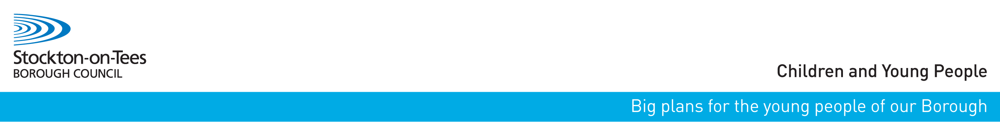 Stockton-on-Tees
BOROUGH COUNCIL
Children and Young People
Big plans for the young people of our Borough